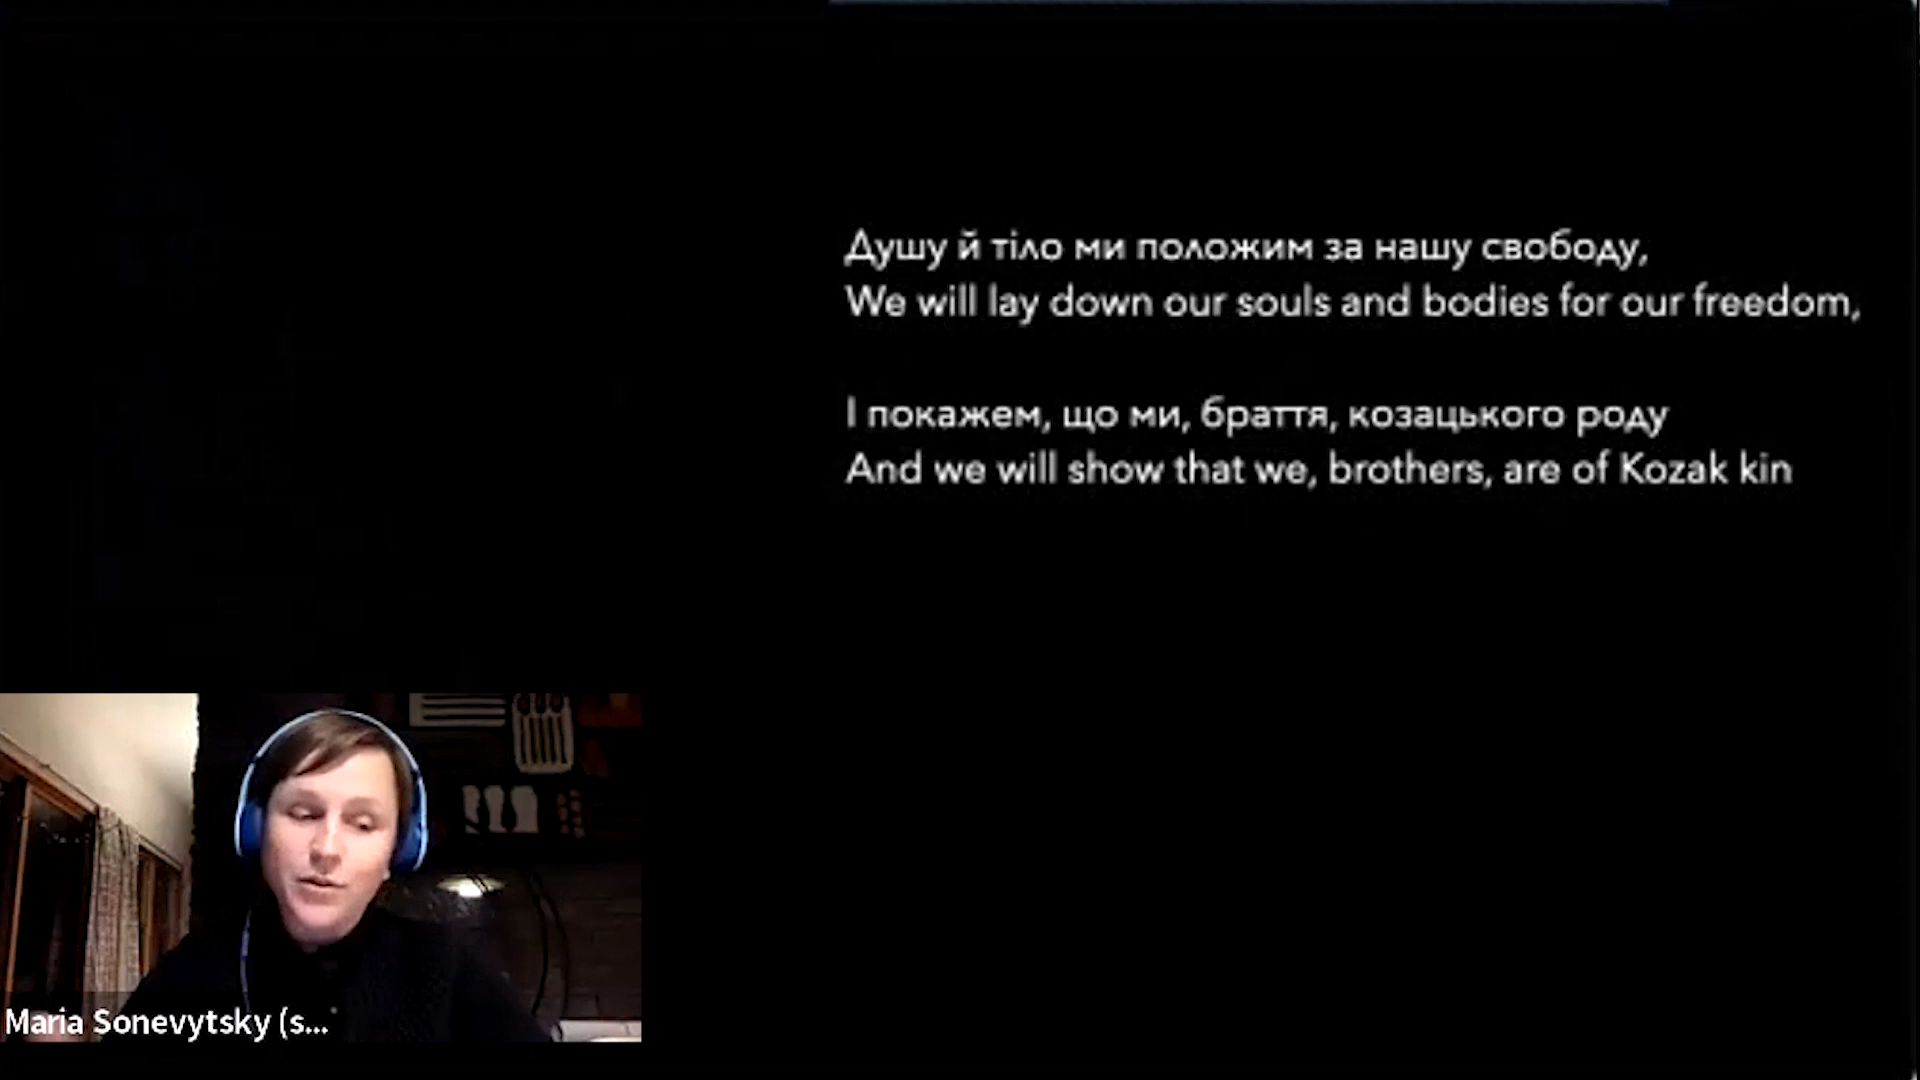 Душу й тіло ми положим за нашу свободу,
We will lay down our souls and bodies for our freedom,
І покажем, що ми, браття, козацького роду
And we will show that we, brothers, are of Kozak kin
Maria Sonevytsky (s...